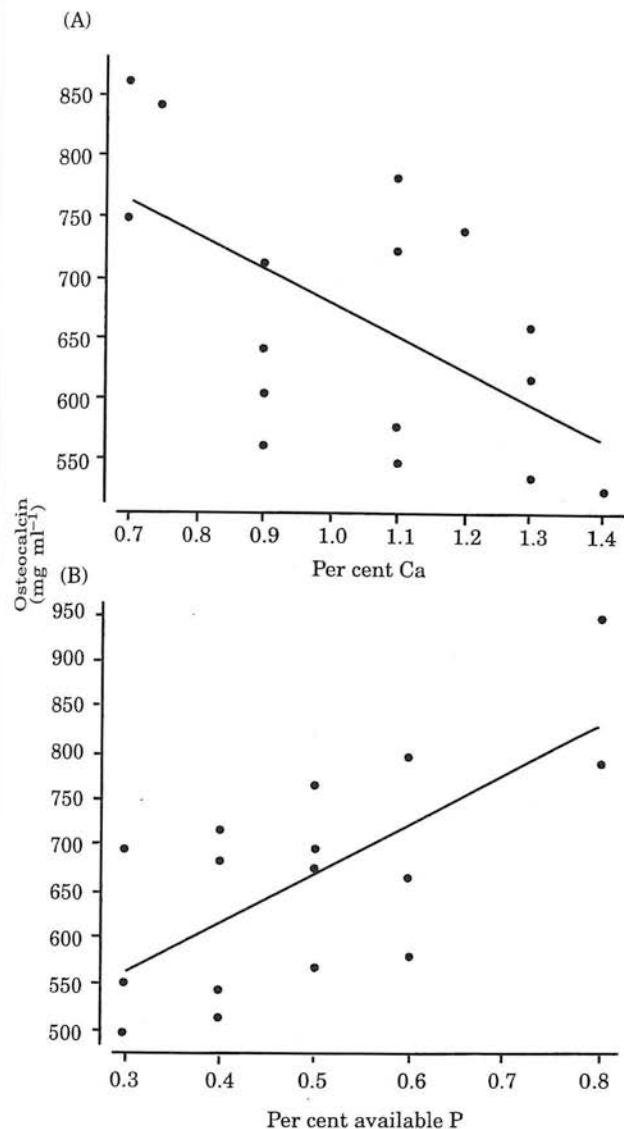 (A)
850
800
750
700
650
600
550
0.7 0.8 0.9 1.0 1.1 1.2 1.3 1.4
Per cent Ca
Osteocalcin
(mg ml−1)
(B)
950
900
850
800
750
700
650
600
550
500
0.3 0.4 0.5 0.6 0.7 0.8
Per cent available P